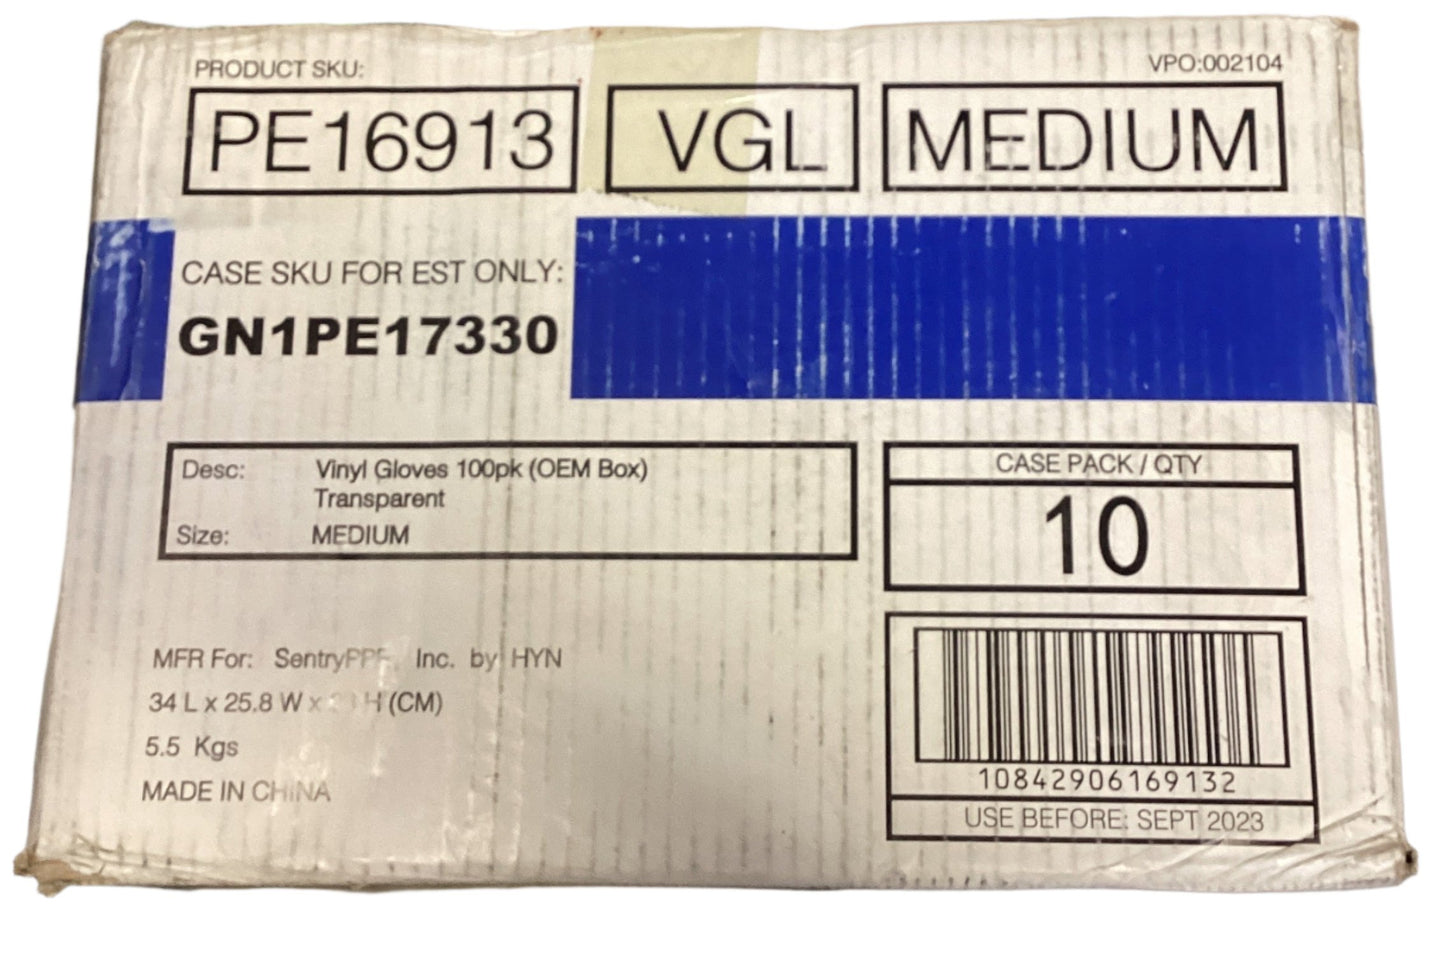 PRODUCT SKU:
VPO:002104
PE16913
VGL
MEDIUM
CASE SKU FOR EST ONLY:
GN1PE17330
Desc: Vinyl Gloves 100pk (OEM Box)
Transparent
Size: MEDIUM
CASE PACK / QTY
10
MFR For: SentryPPE, Inc. by HYN
34 L x 25.8 W x H (CM)
5.5 Kgs
MADE IN CHINA
10842906169132
USE BEFORE: SEPT 2023